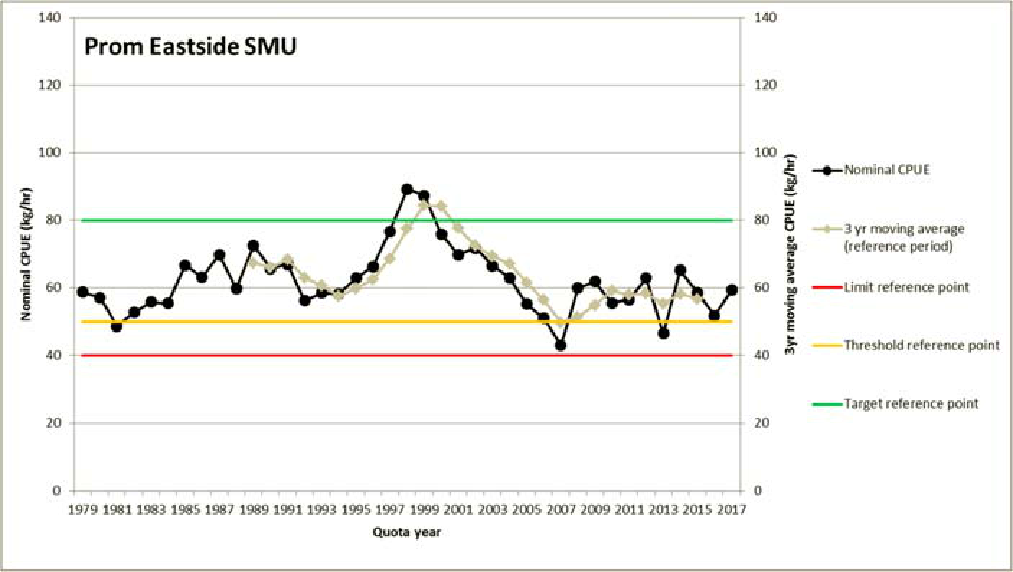 Prom Eastside SMU
140
120
100
80
60
40
20
0
Nominal CPUE (kg/hr)
140
120
100
80
60
40
20
0
3yr moving average CPUE (kg/hr)
1979 1981 1983 1985 1987 1989 1991 1993 1995 1997 1999 2001 2003 2005 2007 2009 2011 2013 2015 2017
Quota year
Nominal CPUE
3 yr moving average
(reference period)
Limit reference point
Threshold reference point
Target reference point